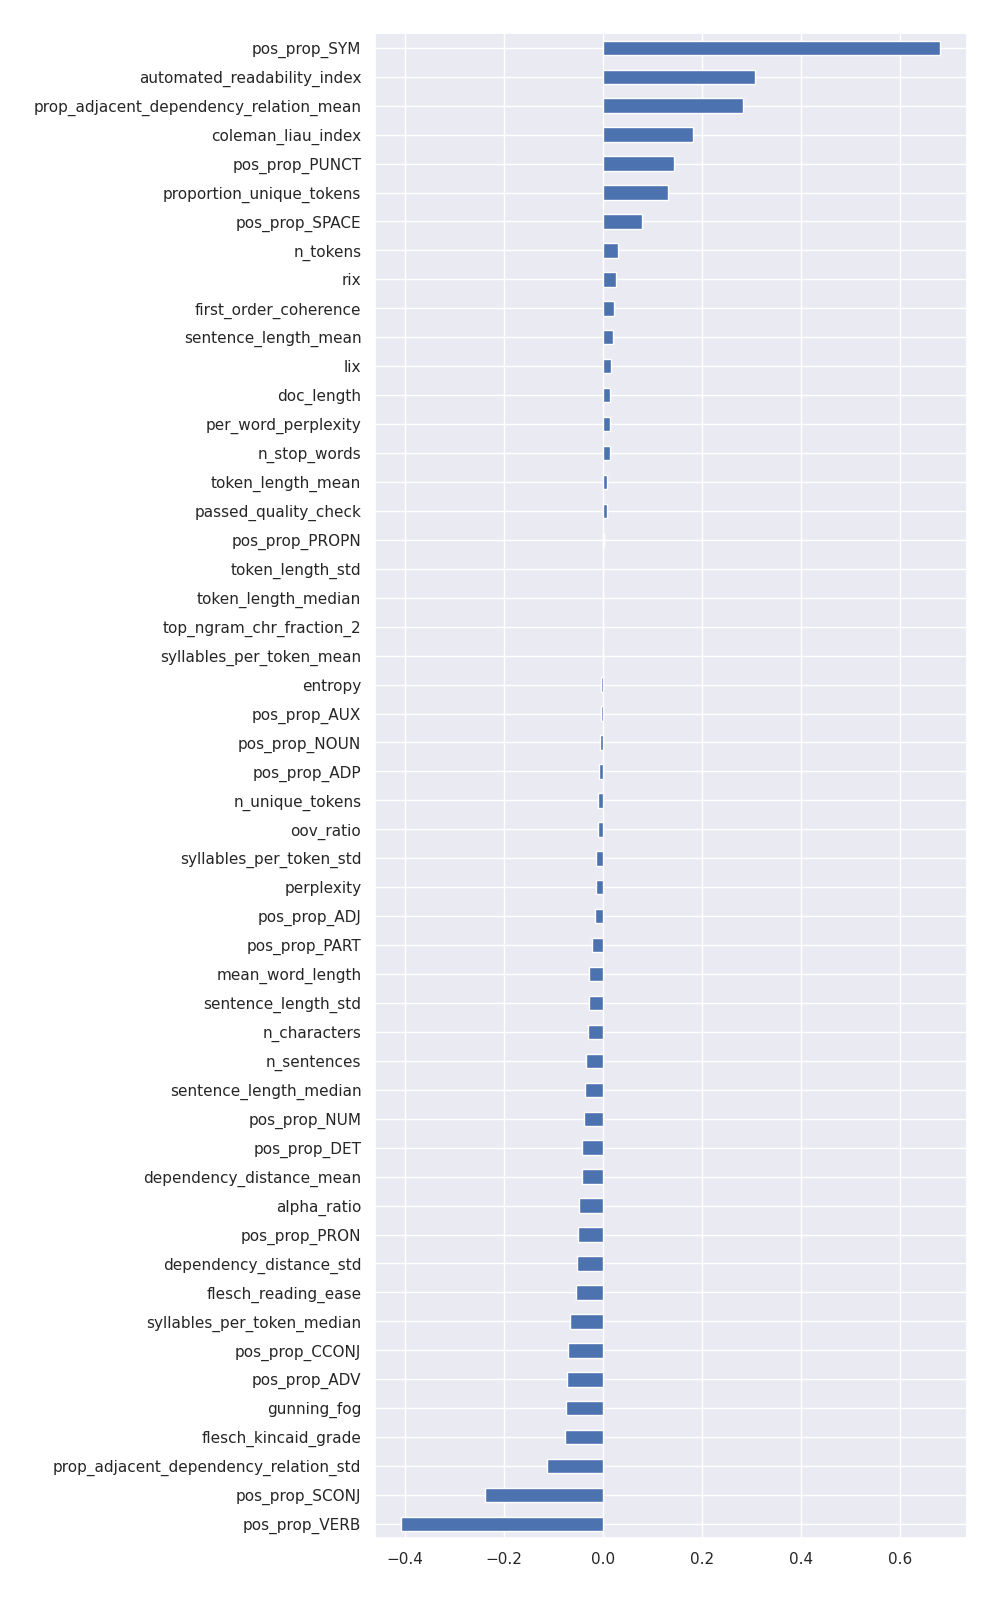 pos_prop_SYM
automated_readability_index
prop_adjacent_dependency_relation_mean
coleman_liau_index
pos_prop_PUNCT
proportion_unique_tokens
pos_prop_SPACE
n_tokens
rix
first_order_coherence
sentence_length_mean
lix
doc_length
per_word_perplexity
n_stop_words
token_length_mean
passed_quality_check
pos_prop_PROPN
token_length_std
token_length_median
top_ngram_chr_fraction_2
syllables_per_token_mean
entropy
pos_prop_AUX
pos_prop_NOUN
pos_prop_ADP
n_unique_tokens
oov_ratio
syllables_per_token_std
perplexity
pos_prop_ADJ
pos_prop_PART
mean_word_length
sentence_length_std
n_characters
n_sentences
sentence_length_median
pos_prop_NUM
pos_prop_DET
dependency_distance_mean
alpha_ratio
pos_prop_PRON
dependency_distance_std
flesch_reading_ease
syllables_per_token_median
pos_prop_CCONJ
pos_prop_ADV
gunning_fog
flesch_kincaid_grade
prop_adjacent_dependency_relation_std
pos_prop_SCONJ
pos_prop_VERB
−0.4 −0.2 0.0 0.2 0.4 0.6